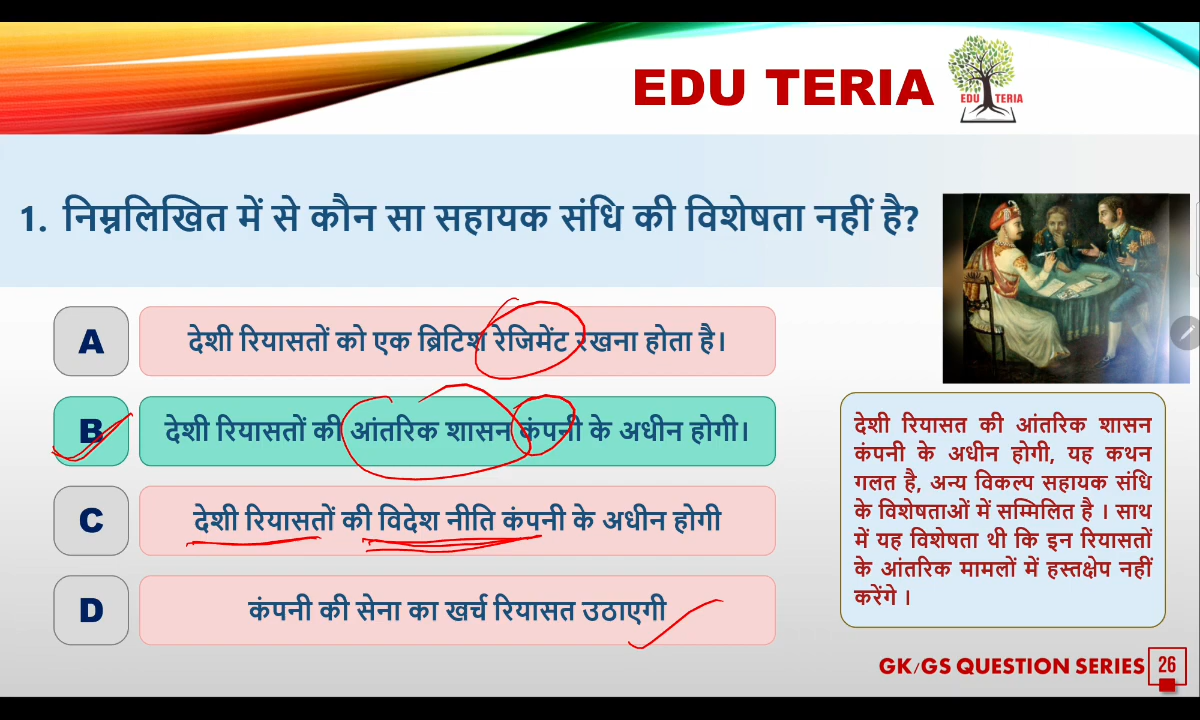 EDU TERIA
EDU TERIA
1. निम्नलिखित में से कौन सा सहायक संधि की विशेषता नहीं है?
A देशी रियासतों को एक ब्रिटिश रेजिमेंट रखना होता है।
B देशी रियासतों की आंतरिक शासन कंपनी के अधीन होगी।
C देशी रियासतों की विदेश नीति कंपनी के अधीन होगी
D कंपनी की सेना का खर्च रियासत उठाएगी
देशी रियासत की आंतरिक शासन
कंपनी के अधीन होगी, यह कथन
गलत है, अन्य विकल्प सहायक संधि
के विशेषताओं में सम्मिलित है । साथ
में यह विशेषता थी कि इन रियासतों
के आंतरिक मामलों में हस्तक्षेप नहीं
करेंगे ।
GK/GS QUESTION SERIES 26